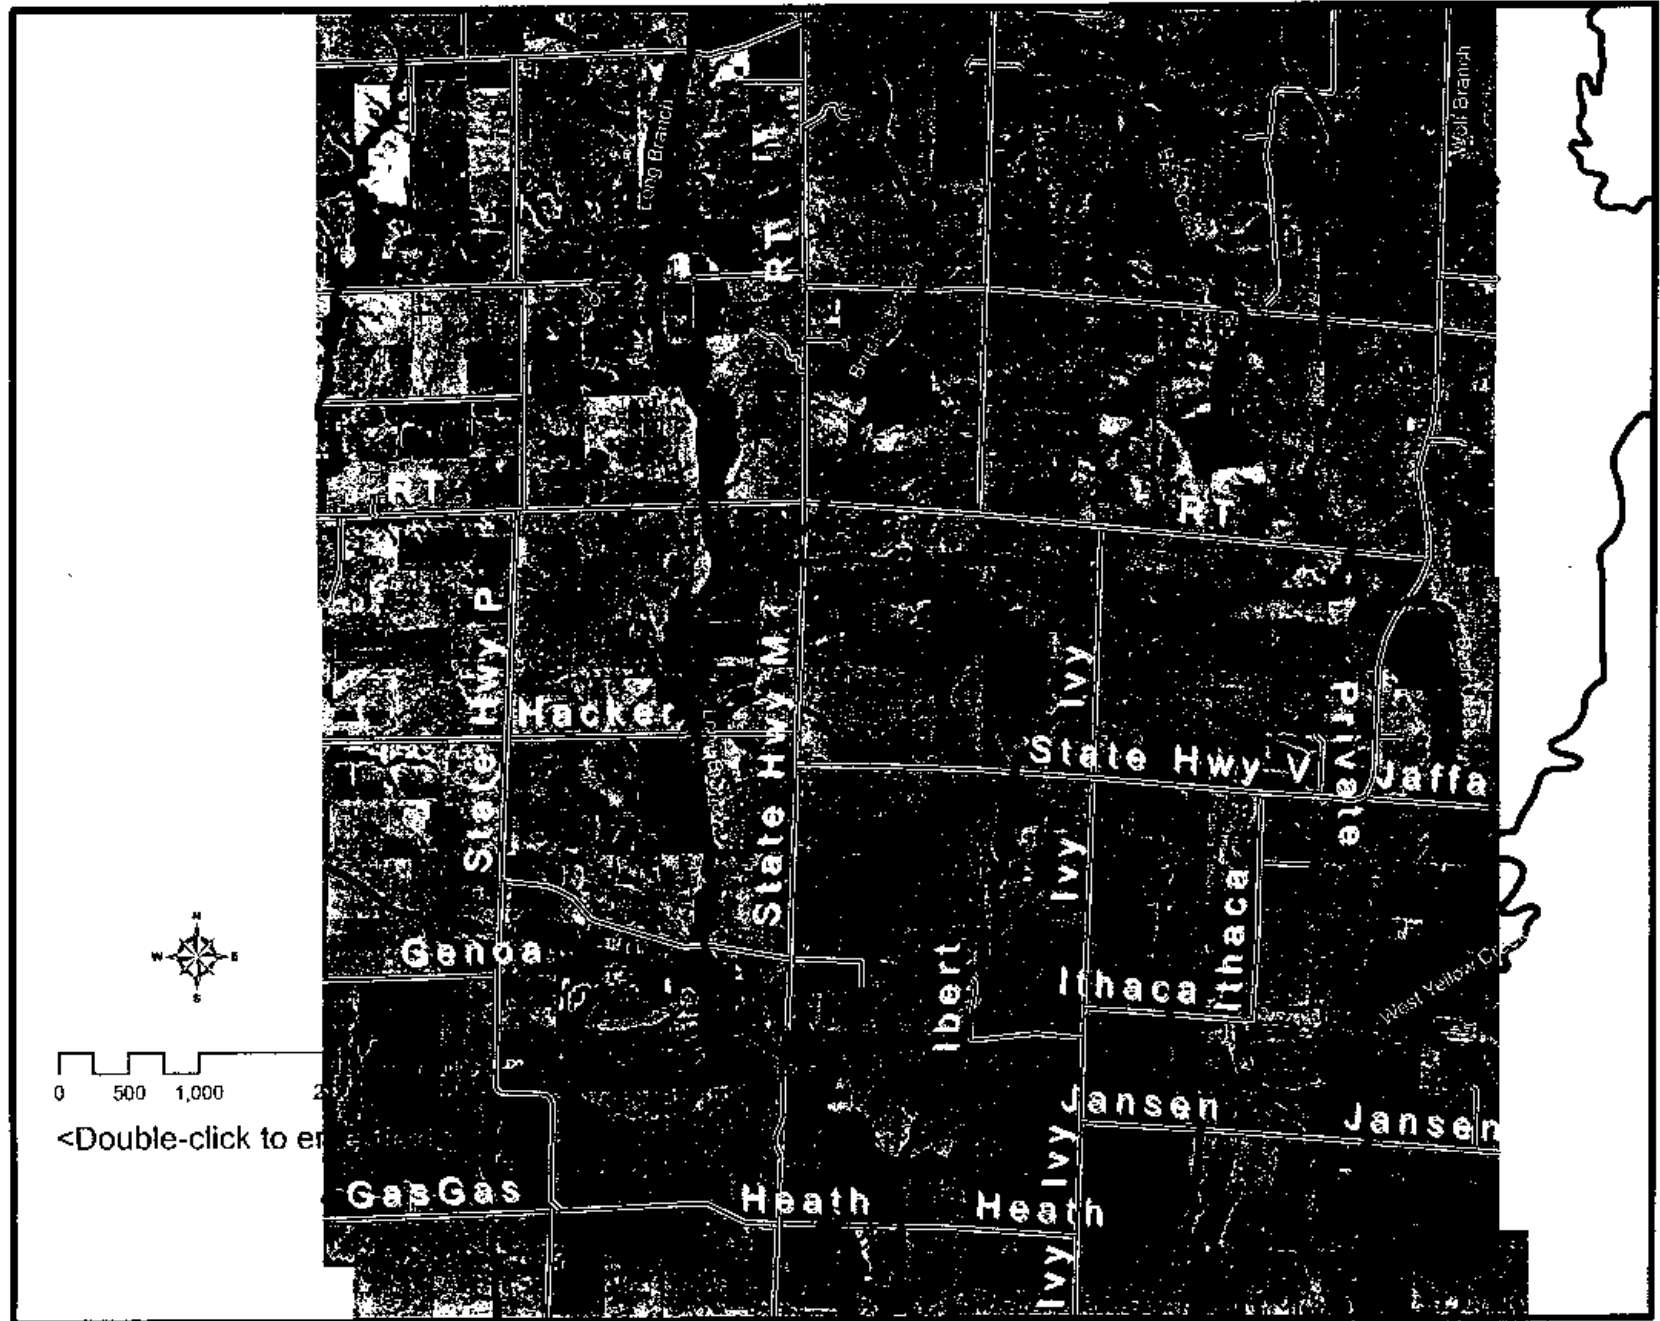 Wolf Branch
Long Branch
RT M
Branch
RT
RT
State Hwy P
State Hwy M
Ivy
Private
Hacker
State Hwy V
Jaffa
Ivy
Ithaca
Genoa
Ibert
Ithaca
West Yellow
N
W
E
S
0 500 1,000 2
<Double-click to en
Jansen
Jansen
Ivy
GasGas
Heath
Heath
Ivy